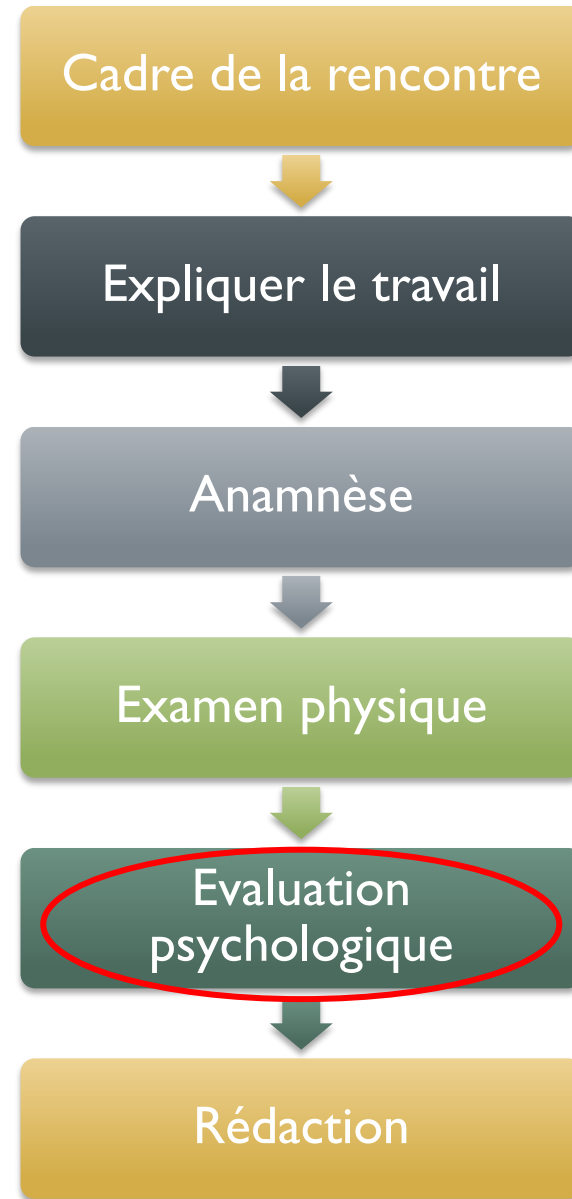 Cadre de la rencontre
Expliquer le travail
Anamnèse
Examen physique
Evaluation
psychologique
Rédaction